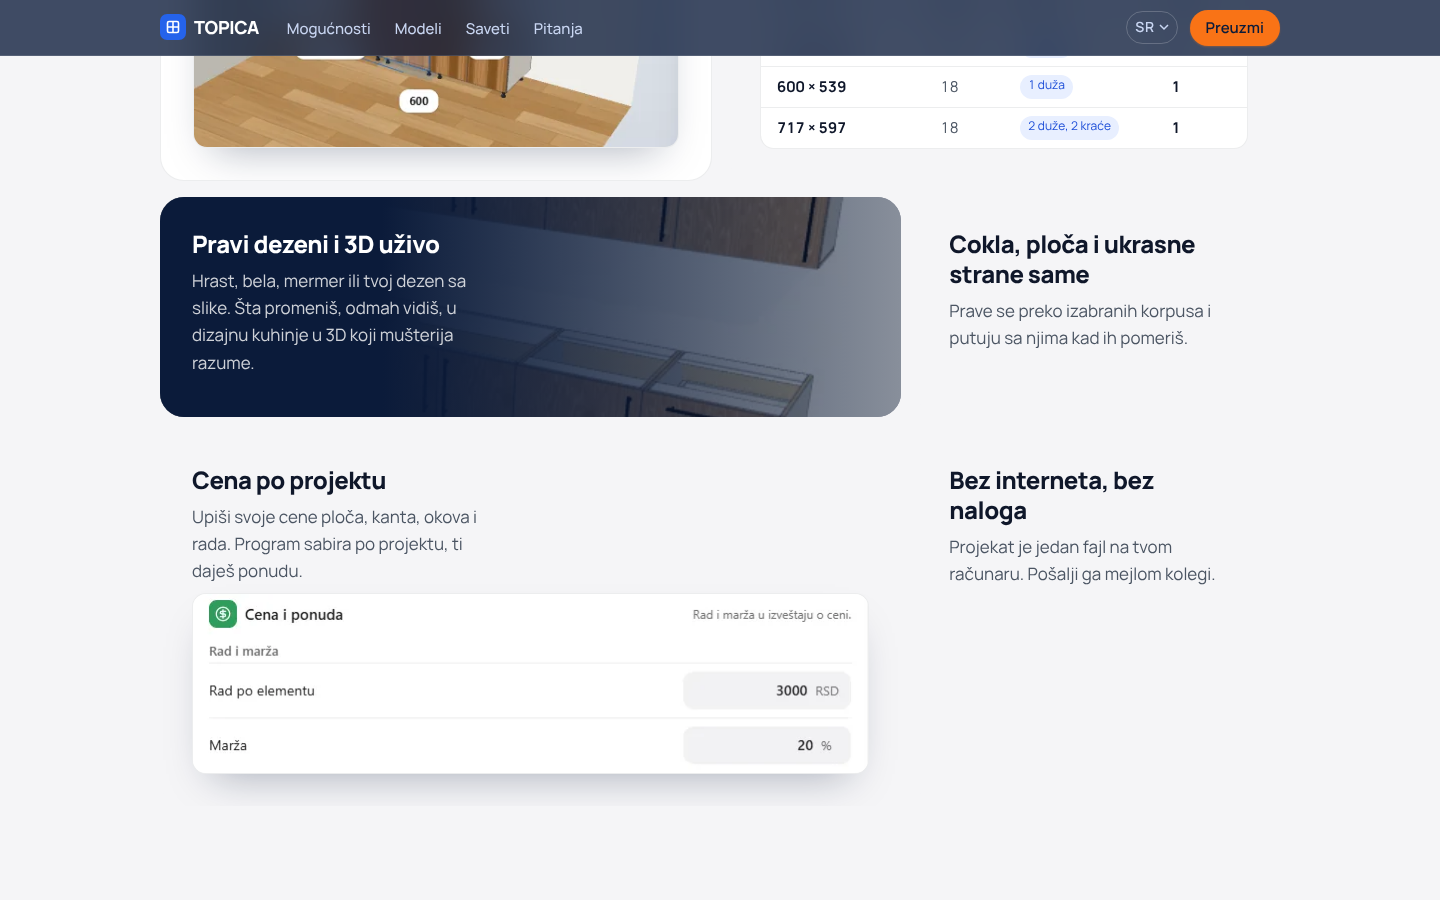 TOPICA Mogućnosti Modeli Saveti Pitanja SR Preuzmi
600
600 × 539 18 1 duža 1
717 × 597 18 2 duže, 2 kraće 1
Pravi dezeni i 3D uživo
Hrast, bela, mermer ili tvoj dezen sa
slike. Šta promeniš, odmah vidiš, u
dizajnu kuhinje u 3D koji mušterija
razume.
Cokla, ploča i ukrasne
strane same
Prave se preko izabranih korpusa i
putuju sa njima kad ih pomeriš.
Cena po projektu
Upiši svoje cene ploča, kanta, okova i
rada. Program sabira po projektu, ti
daješ ponudu.
Cena i ponuda Rad i marža u izveštaju o ceni.
Rad i marža
Rad po elementu 3000 RSD
Marža 20 %
Bez interneta, bez
naloga
Projekat je jedan fajl na tvom
računaru. Pošalji ga mejlom kolegi.